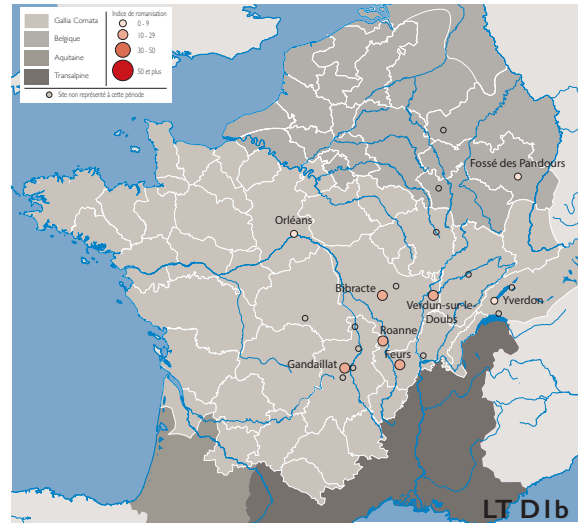 Gallia Comata
Belgique
Aquitaine
Transalpine
Indice de romanisation
0 - 9
10 - 29
30 - 50
50 et plus
Site non représenté à cette période
Fossé des Pandours
Orléans
Bibracte
Verdun-sur-le-
Doubs
Yverdon
Roanne
Feurs
Gandaillat
LT D1b